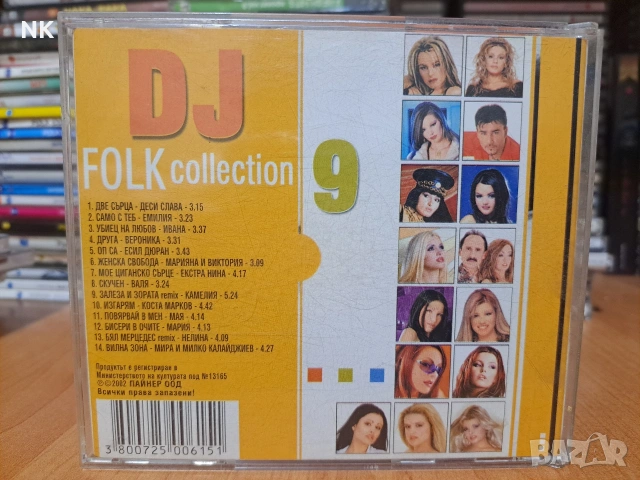 NK
DJ
FOLK collection
9
1. ДВЕ СЪРЦА - ДЕСИ СЛАВА - 3.15
2. САМО С ТЕБ - ЕМИЛИЯ - 3.23
3. УБИЕЦ НА ЛЮБОВ - ИВАНА - 3.37
4. ДРУГА - ВЕРОНИКА - 3.31
5. ОП СА - ЕСИЛ ДЮРАН - 3.43
6. ЖЕНСКА СВОБОДА - МАРИЯНА И ВИКТОРИЯ - 3.09
7. МОЕ ЦИГАНСКО СЪРЦЕ - ЕКСТРА НИНА - 4.17
8. СКУЧЕН - ВАЛЯ - 3.24
9. ЗАЛЕЗА И ЗОРАТА remix - КАМЕЛИЯ - 5.24
10. ИЗГАРЯМ - КОСТА МАРКОВ - 4.42
11. ПОВЯРВАЙ В МЕН - МАЯ - 4.14
12. БИСЕРИ В ОЧИТЕ - МАРИЯ - 4.13
13. БЯЛ МЕРЦЕДЕС remix - НЕЛИНА - 4.09
14. ВИЛНА ЗОНА - МИРА И МИЛКО КАЛАЙДЖИЕВ - 4.27
Продуктът е регистриран в
Министерството на културата под №13165
℗©2002 ПАЙНЕР ООД
Всички права запазени!
3 800725 006151
BAZAR